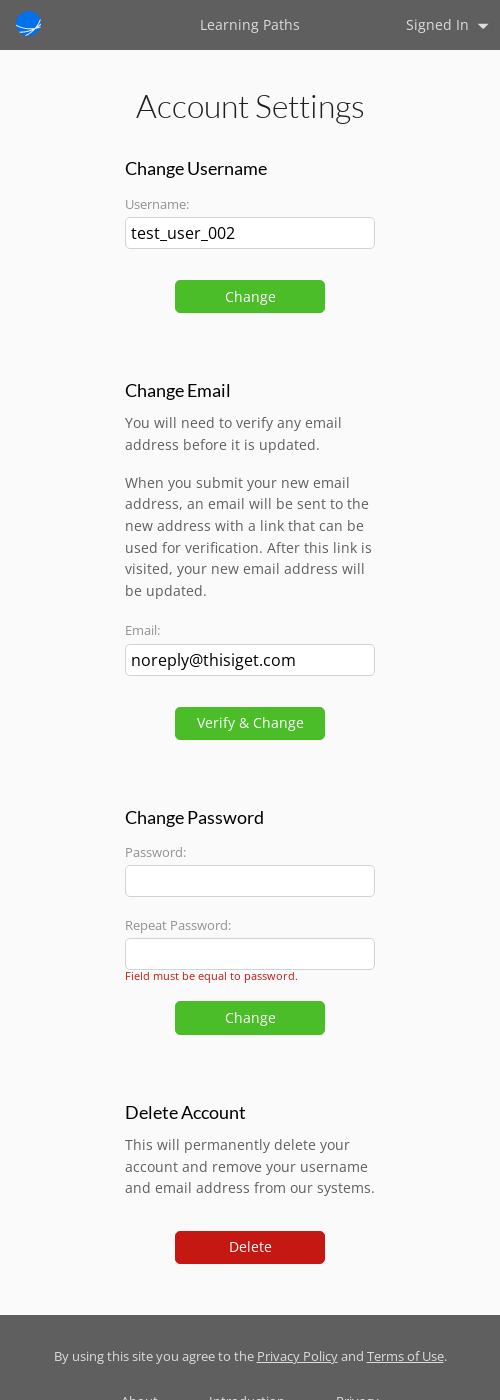 Learning Paths
Signed In
Account Settings
Change Username
Username:
test_user_002
Change
Change Email
You will need to verify any email
address before it is updated.
When you submit your new email
address, an email will be sent to the
new address with a link that can be
used for verification. After this link is
visited, your new email address will
be updated.
Email:
noreply@thisiget.com
Verify & Change
Change Password
Password:
Repeat Password:
Field must be equal to password.
Change
Delete Account
This will permanently delete your
account and remove your username
and email address from our systems.
Delete
By using this site you agree to the Privacy Policy and Terms of Use.
About Introduction Privacy